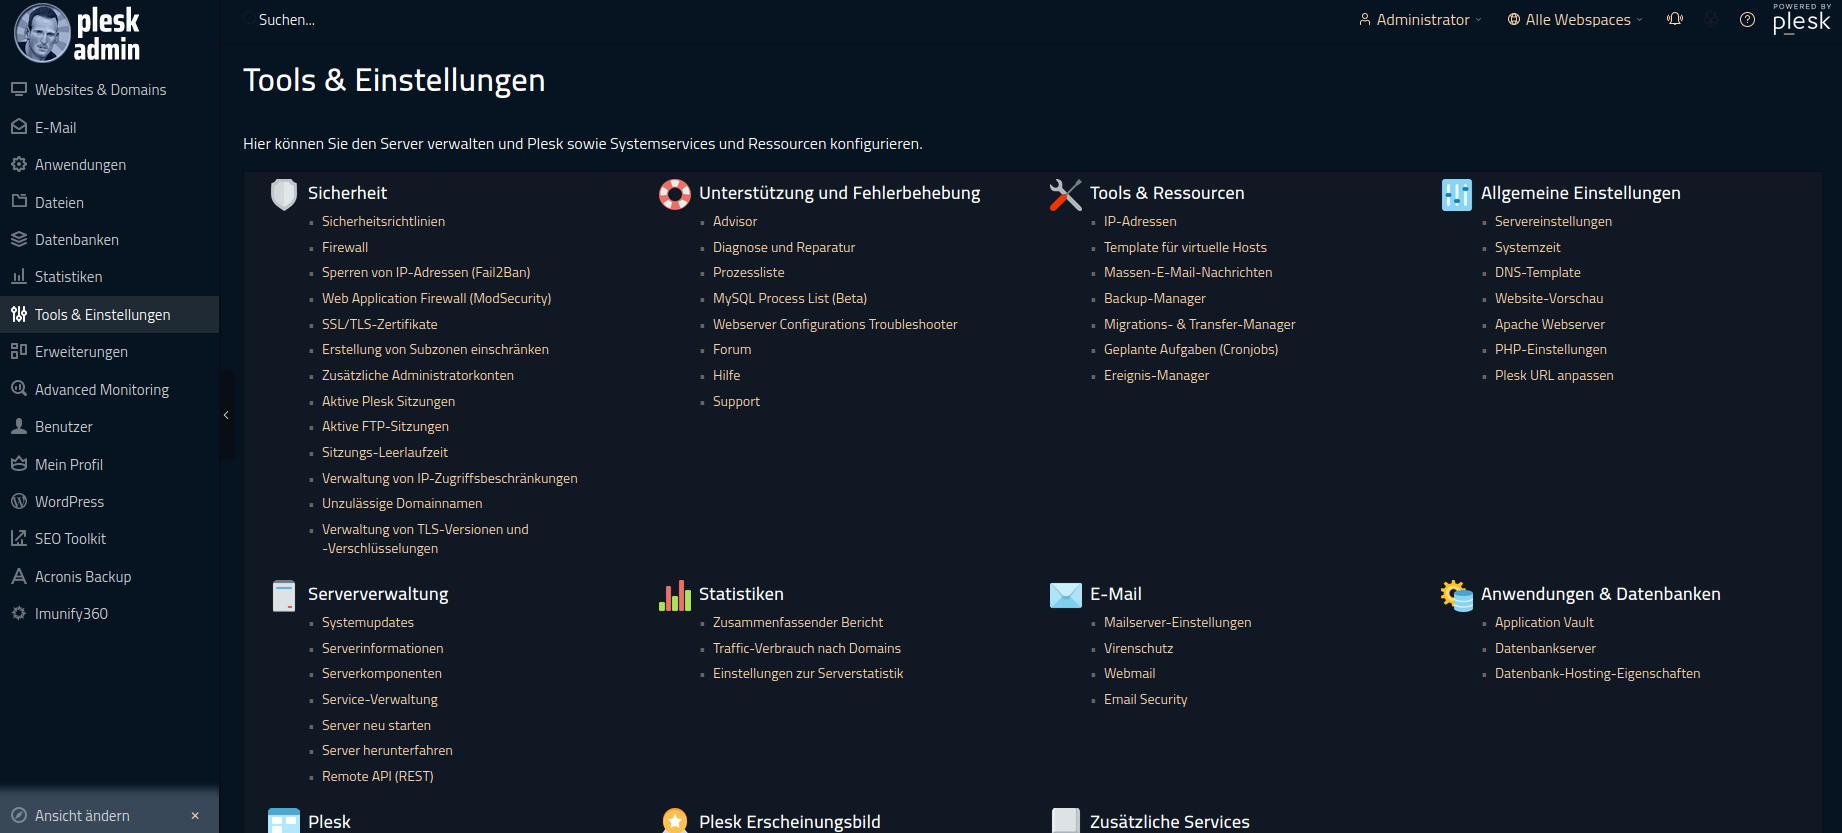 plesk
admin
Websites & Domains
E-Mail
Anwendungen
Dateien
Datenbanken
Statistiken
Tools & Einstellungen
Erweiterungen
Advanced Monitoring
Benutzer
Mein Profil
WordPress
SEO Toolkit
Acronis Backup
Imunify360
Ansicht ändern
Suchen...
Administrator
Alle Webspaces
POWERED BY
plesk
Tools & Einstellungen
Hier können Sie den Server verwalten und Plesk sowie Systemservices und Ressourcen konfigurieren.
Sicherheit
Sicherheitsrichtlinien
Firewall
Sperren von IP-Adressen (Fail2Ban)
Web Application Firewall (ModSecurity)
SSL/TLS-Zertifikate
Erstellung von Subzonen einschränken
Zusätzliche Administratorkonten
Aktive Plesk Sitzungen
Aktive FTP-Sitzungen
Sitzungs-Leerlaufzeit
Verwaltung von IP-Zugriffsbeschränkungen
Unzulässige Domainnamen
Verwaltung von TLS-Versionen und
-Verschlüsselungen
Unterstützung und Fehlerbehebung
Advisor
Diagnose und Reparatur
Prozessliste
MySQL Process List (Beta)
Webserver Configurations Troubleshooter
Forum
Hilfe
Support
Tools & Ressourcen
IP-Adressen
Template für virtuelle Hosts
Massen-E-Mail-Nachrichten
Backup-Manager
Migrations- & Transfer-Manager
Geplante Aufgaben (Cronjobs)
Ereignis-Manager
Allgemeine Einstellungen
Servereinstellungen
Systemzeit
DNS-Template
Website-Vorschau
Apache Webserver
PHP-Einstellungen
Plesk URL anpassen
Serverwaltung
Systemupdates
Serverinformationen
Serverkomponenten
Service-Verwaltung
Server neu starten
Server herunterfahren
Remote API (REST)
Statistiken
Zusammenfassender Bericht
Traffic-Verbrauch nach Domains
Einstellungen zur Serverstatistik
E-Mail
Mailserver-Einstellungen
Virenschutz
Webmail
Email Security
Anwendungen & Datenbanken
Application Vault
Datenbankserver
Datenbank-Hosting-Eigenschaften
Plesk
Plesk Erscheinungsbild
Zusätzliche Services